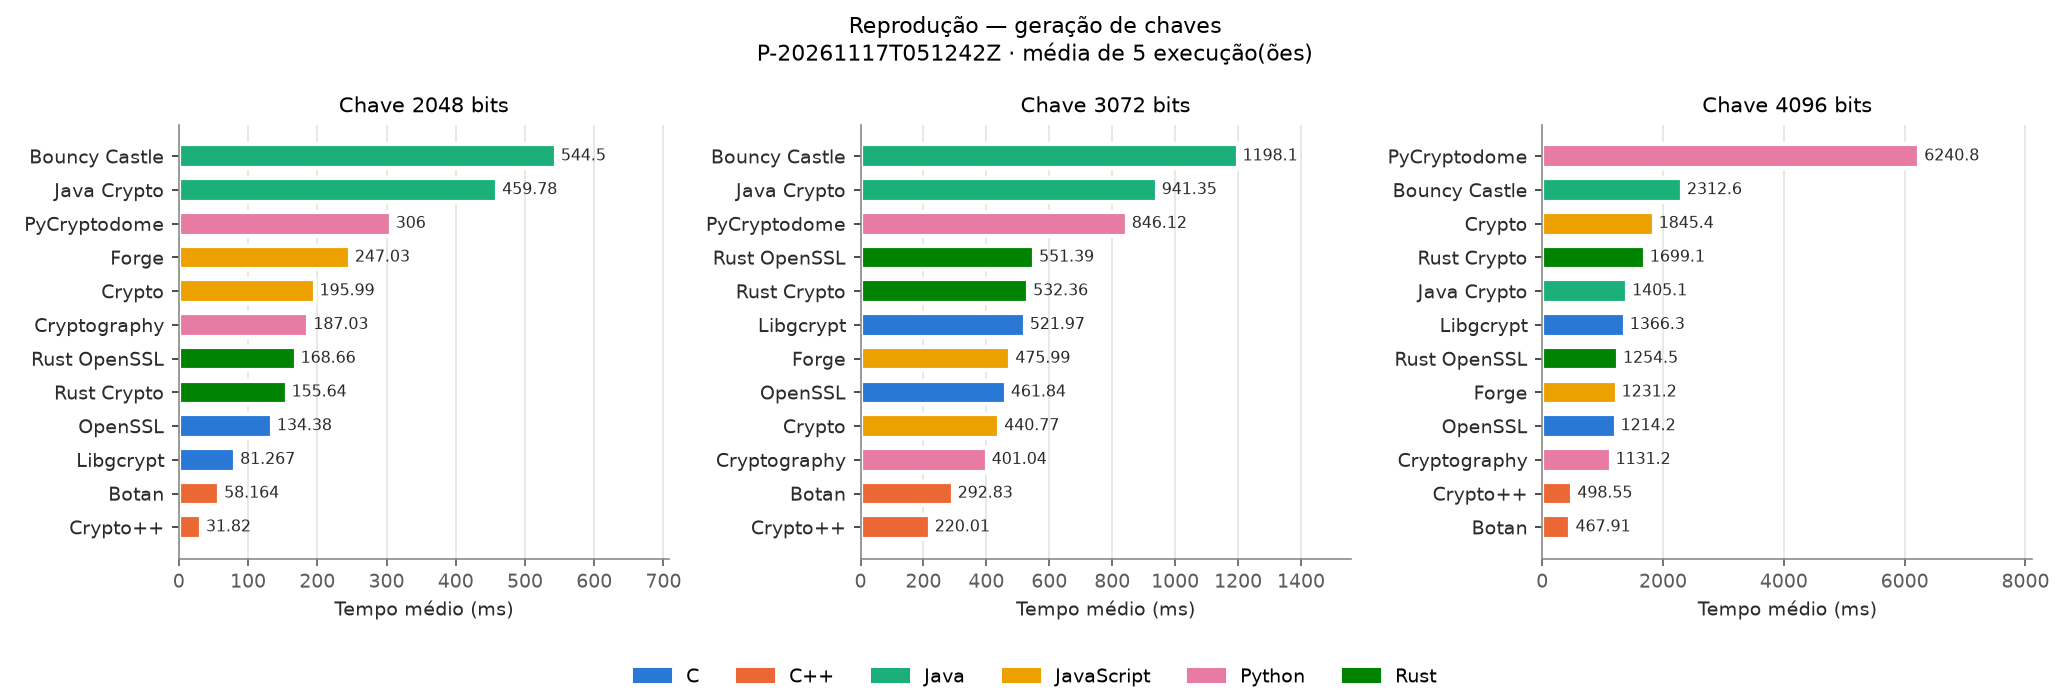 Reprodução — geração de chaves
P-20261117T051242Z · média de 5 execução(ões)
Chave 2048 bits
Bouncy Castle 544.5
Java Crypto 459.78
PyCryptodome 306
Forge 247.03
Crypto 195.99
Cryptography 187.03
Rust OpenSSL 168.66
Rust Crypto 155.64
OpenSSL 134.38
Libgcrypt 81.267
Botan 58.164
Crypto++ 31.82
0 100 200 300 400 500 600 700
Tempo médio (ms)
Chave 3072 bits
Bouncy Castle 1198.1
Java Crypto 941.35
PyCryptodome 846.12
Rust OpenSSL 551.39
Rust Crypto 532.36
Libgcrypt 521.97
Forge 475.99
OpenSSL 461.84
Crypto 440.77
Cryptography 401.04
Botan 292.83
Crypto++ 220.01
0 200 400 600 800 1000 1200 1400
Tempo médio (ms)
Chave 4096 bits
PyCryptodome 6240.8
Bouncy Castle 2312.6
Crypto 1845.4
Rust Crypto 1699.1
Java Crypto 1405.1
Libgcrypt 1366.3
Rust OpenSSL 1254.5
Forge 1231.2
OpenSSL 1214.2
Cryptography 1131.2
Crypto++ 498.55
Botan 467.91
0 2000 4000 6000 8000
Tempo médio (ms)
C C++ Java JavaScript Python Rust